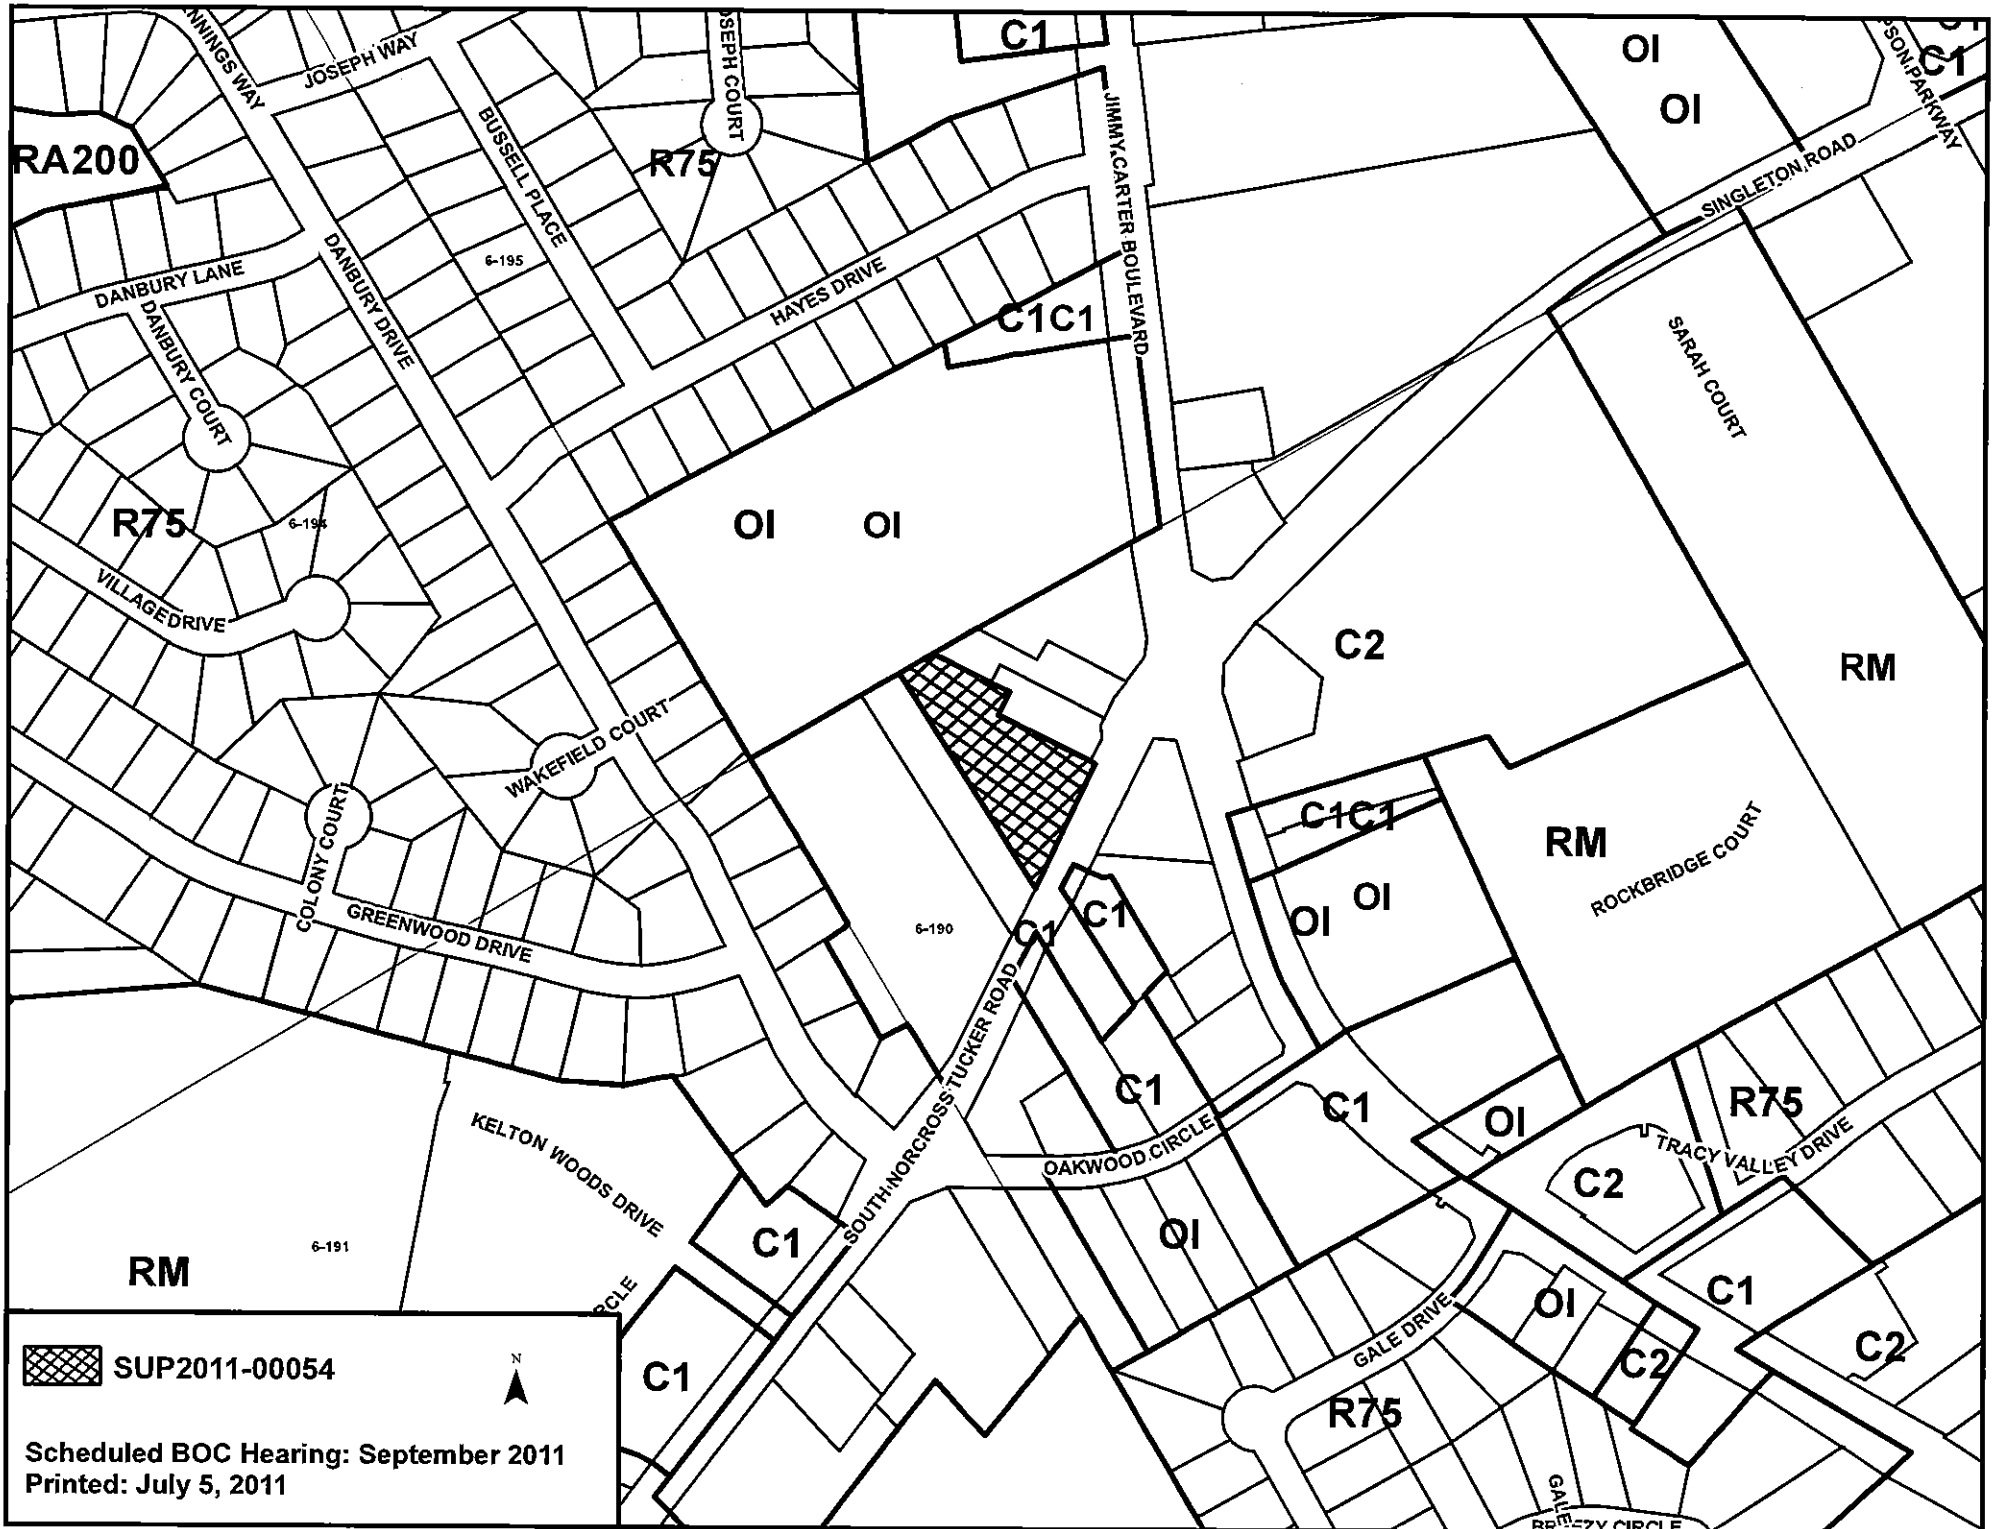 JOSEPH WAY
C1
OI
C1
OI
RA200
BUSSELL PLACE
R75
JIMMY CARTER BOULEVARD
SINGLETON ROAD
DANBURY LANE
DANBURY DRIVE
6-195
HAYES DRIVE
C1C1
DANBURY COURT
SARAH COURT
R75
6-194
OI
OI
VILLAGE DRIVE
C2
RM
WAKEFIELD COURT
COLONY COURT
C1C1
RM
ROCKBRIDGE COURT
OI
OI
GREENWOOD DRIVE
6-190
C1
C1
SOUTH NORCROSS TUCKER ROAD
C1
C1
OI
R75
KELTON WOODS DRIVE
OAKWOOD CIRCLE
TRACY VALLEY DRIVE
C2
C1
OI
RM
6-191
C1
OI
GALE DRIVE
C2
C2
C1
R75
SUP2011-00054
N
Scheduled BOC Hearing: September 2011
Printed: July 5, 2011